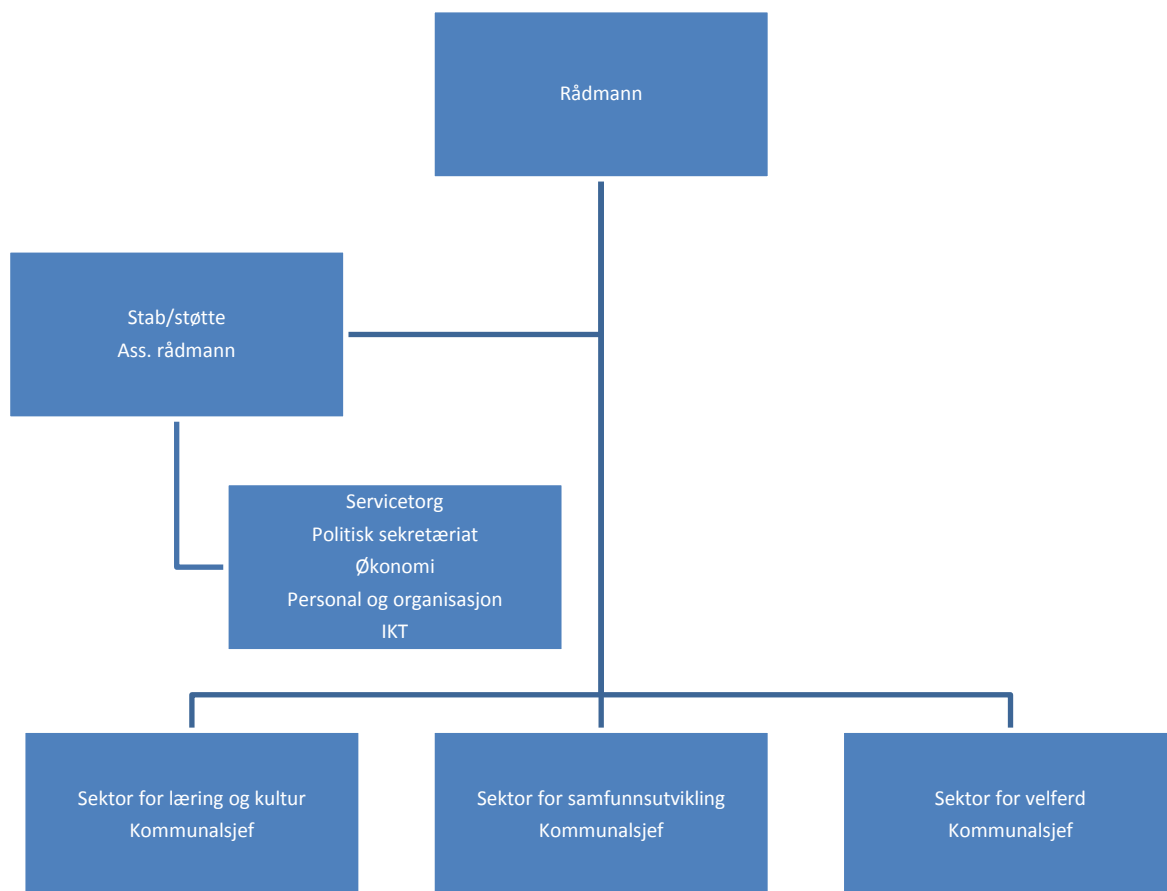 Rådmann
Stab/støtte
Ass. rådmann
Servicetorg
Politisk sekretæriat
Økonomi
Personal og organisasjon
IKT
Sektor for læring og kultur
Kommunalsjef
Sektor for samfunnsutvikling
Kommunalsjef
Sektor for velferd
Kommunalsjef